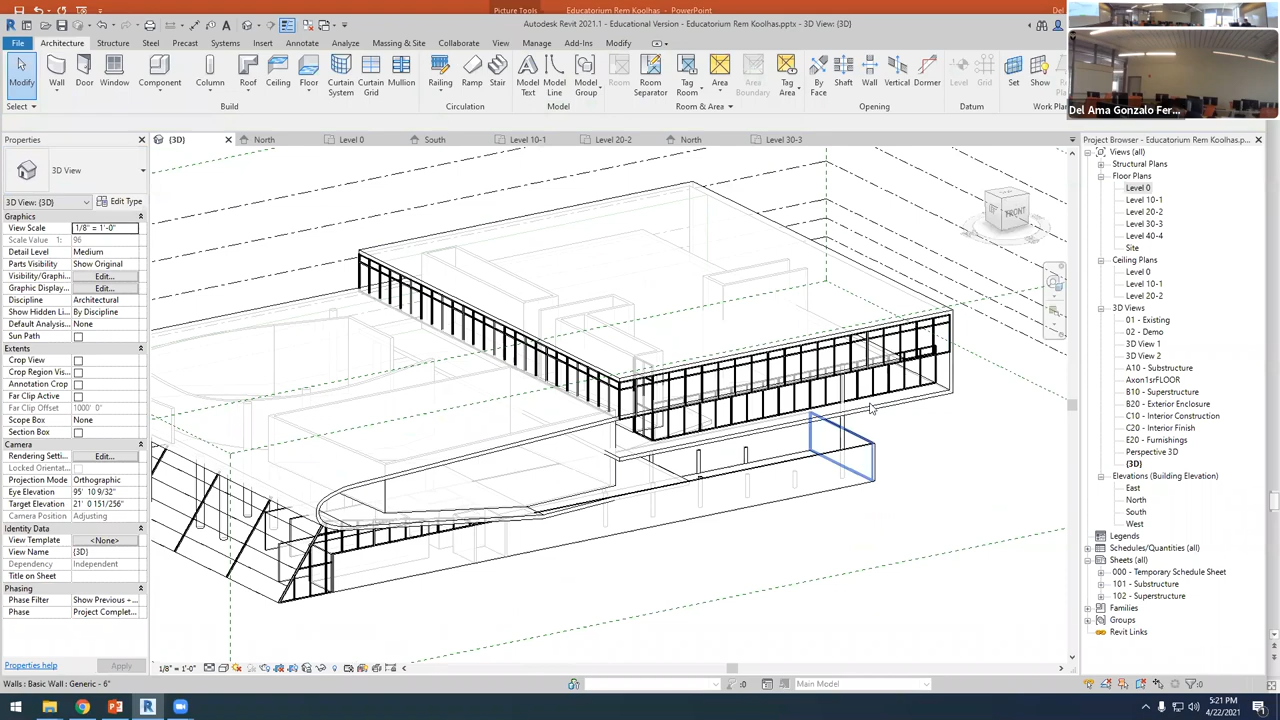 Picture Tools
Educatorium Rem Koolhas - PowerPoint
Autodesk Revit 2021.1 - Educational Version - Educatorium Rem Koolhas.pptx - 3D View: {3D}
File Architecture Structure Steel Precast Systems Insert Annotate Analyze Massing & Site Collaborate View Manage Add-Ins Modify
Modify Wall Door Window Component Column Roof Ceiling Floor Curtain System Curtain Grid Mullion Railing Ramp Stair Model Text Model Line Model Group Room Room Separator Tag Room Area Area Boundary Tag Area By Face Shaft Wall Vertical Dormer Level Grid Set Show
Select Build Circulation Model Room & Area Opening Datum Work Pl
Del Ama Gonzalo Fer...
Properties
{3D} North Level 0 South Level 10-1 Level 20-2 North Level 30-3
Project Browser - Educatorium Rem Koolhas.p...
3D View
3D View: {3D} Edit Type
Graphics
View Scale 1/8" = 1'-0"
Scale Value 1: 96
Detail Level Medium
Parts Visibility Show Original
Visibility/Graphi... Edit...
Graphic Display... Edit...
Discipline Architectural
Show Hidden Li... By Discipline
Default Analysis... None
Sun Path
Extents
Crop View
Crop Region Vis...
Annotation Crop
Far Clip Active
Far Clip Offset 1000' 0"
Scope Box None
Section Box
Camera
Rendering Setti... Edit...
Locked Orientat...
Projection Mode Orthographic
Eye Elevation 95' 10 9/32"
Target Elevation 21' 0.151/256"
Camera Position Adjusting
Identity Data
View Template <None>
View Name {3D}
Dependency Independent
Title on Sheet
Phasing
Phase Filter Show Previous + ...
Phase Project Complet...
Properties help Apply
FRONT
Views (all)
Structural Plans
Floor Plans
Level 0
Level 10-1
Level 20-2
Level 30-3
Level 40-4
Site
Ceiling Plans
Level 0
Level 10-1
Level 20-2
3D Views
01 - Existing
02 - Demo
3D View 1
3D View 2
A10 - Substructure
Axon1srFLOOR
B10 - Superstructure
B20 - Exterior Enclosure
C10 - Interior Construction
C20 - Interior Finish
E20 - Furnishings
Perspective 3D
{3D}
Elevations (Building Elevation)
East
North
South
West
Legends
Schedules/Quantities (all)
Sheets (all)
000 - Temporary Schedule Sheet
101 - Substructure
102 - Superstructure
Families
Groups
Revit Links
1/8" = 1'-0"
Walls : Basic Wall : Generic - 6" :0 Main Model :0
5:21 PM
4/22/2021